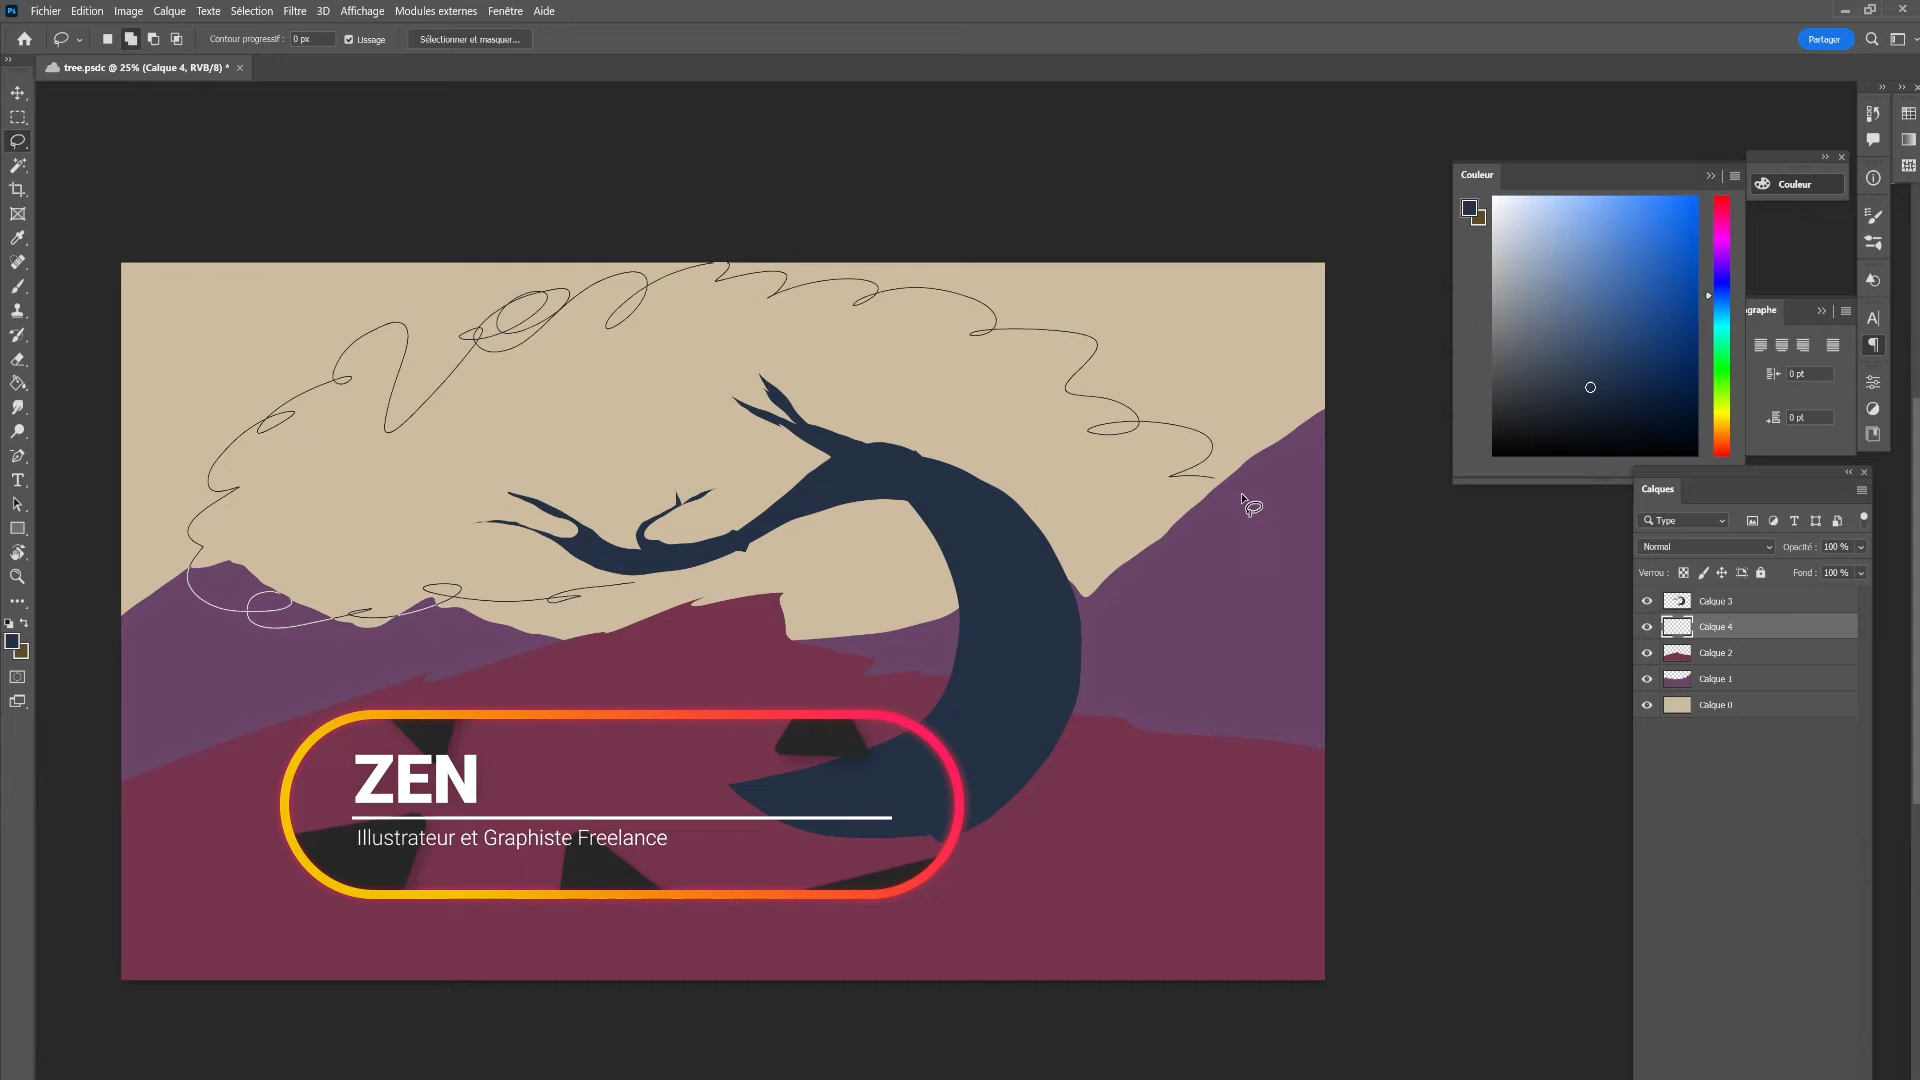 Ps Fichier Edition Image Calque Texte Sélection Filtre 3D Affichage Modules externes Fenêtre Aide
Contour progressif : 0 px Lissage Sélectionner et masquer... Partager
tree.psdc @ 25% (Calque 4, RVB/8) *
Couleur
Couleur
graphe
0 pt
0 pt
Calques
Type
Normal Opacité : 100 %
Verrou : Fond : 100 %
Calque 3
Calque 4
Calque 2
Calque 1
Calque 0
ZEN
Illustrateur et Graphiste Freelance